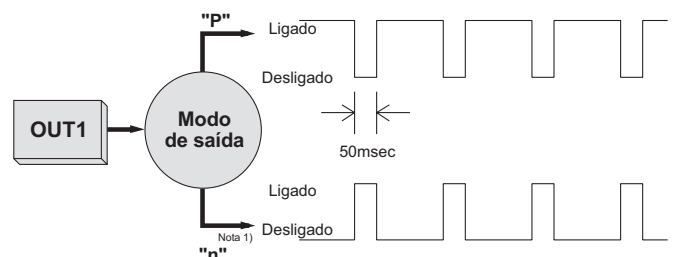 "P"
Ligado
Desligado
OUT1
Modo
de saída
50msec
Ligado
Desligado
Nota 1)
"n"